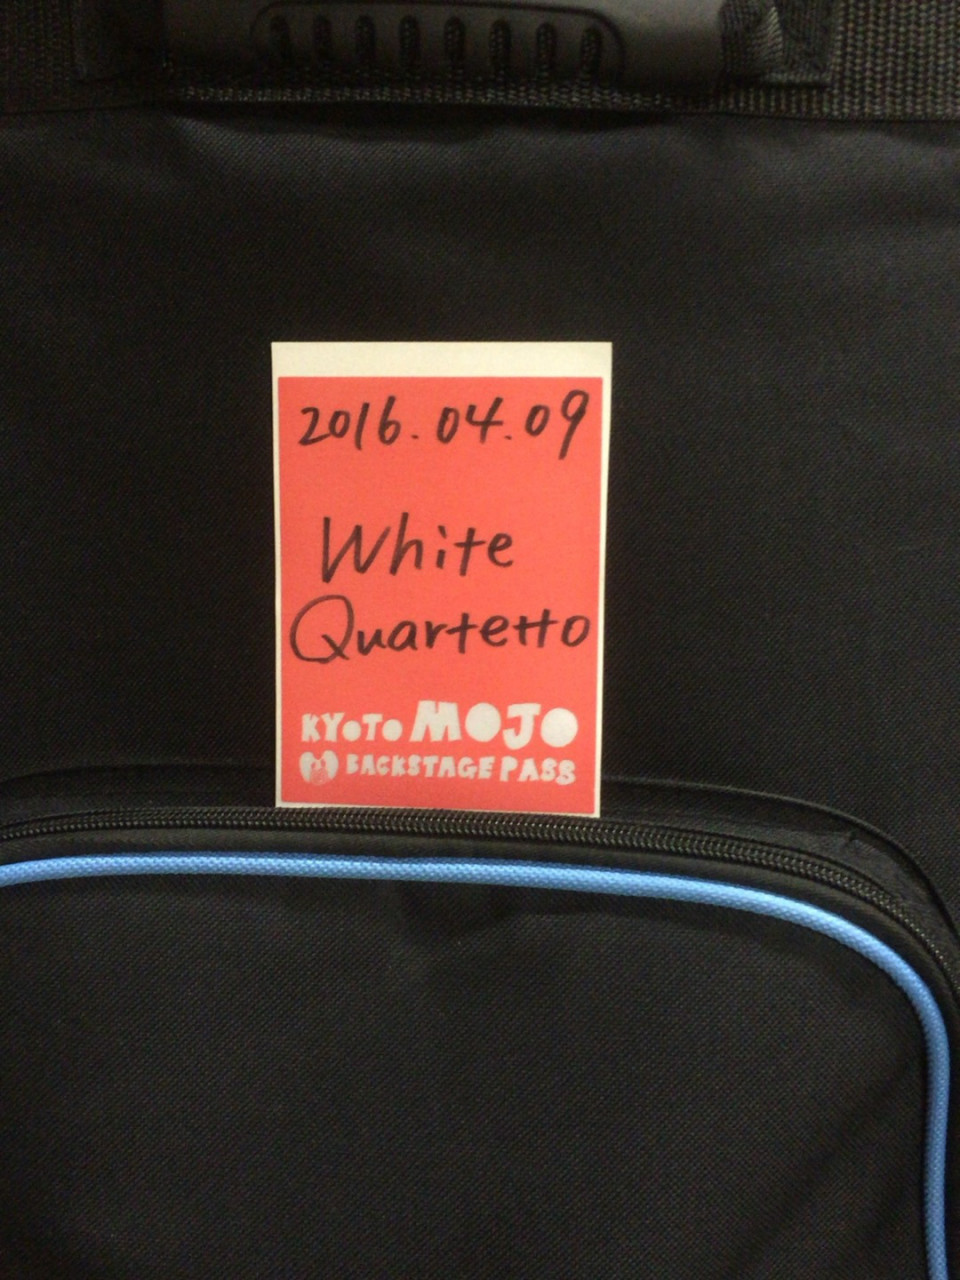 2016.04.09
White
Quartetto
KYOTO MOJO
BACKSTAGE PASS